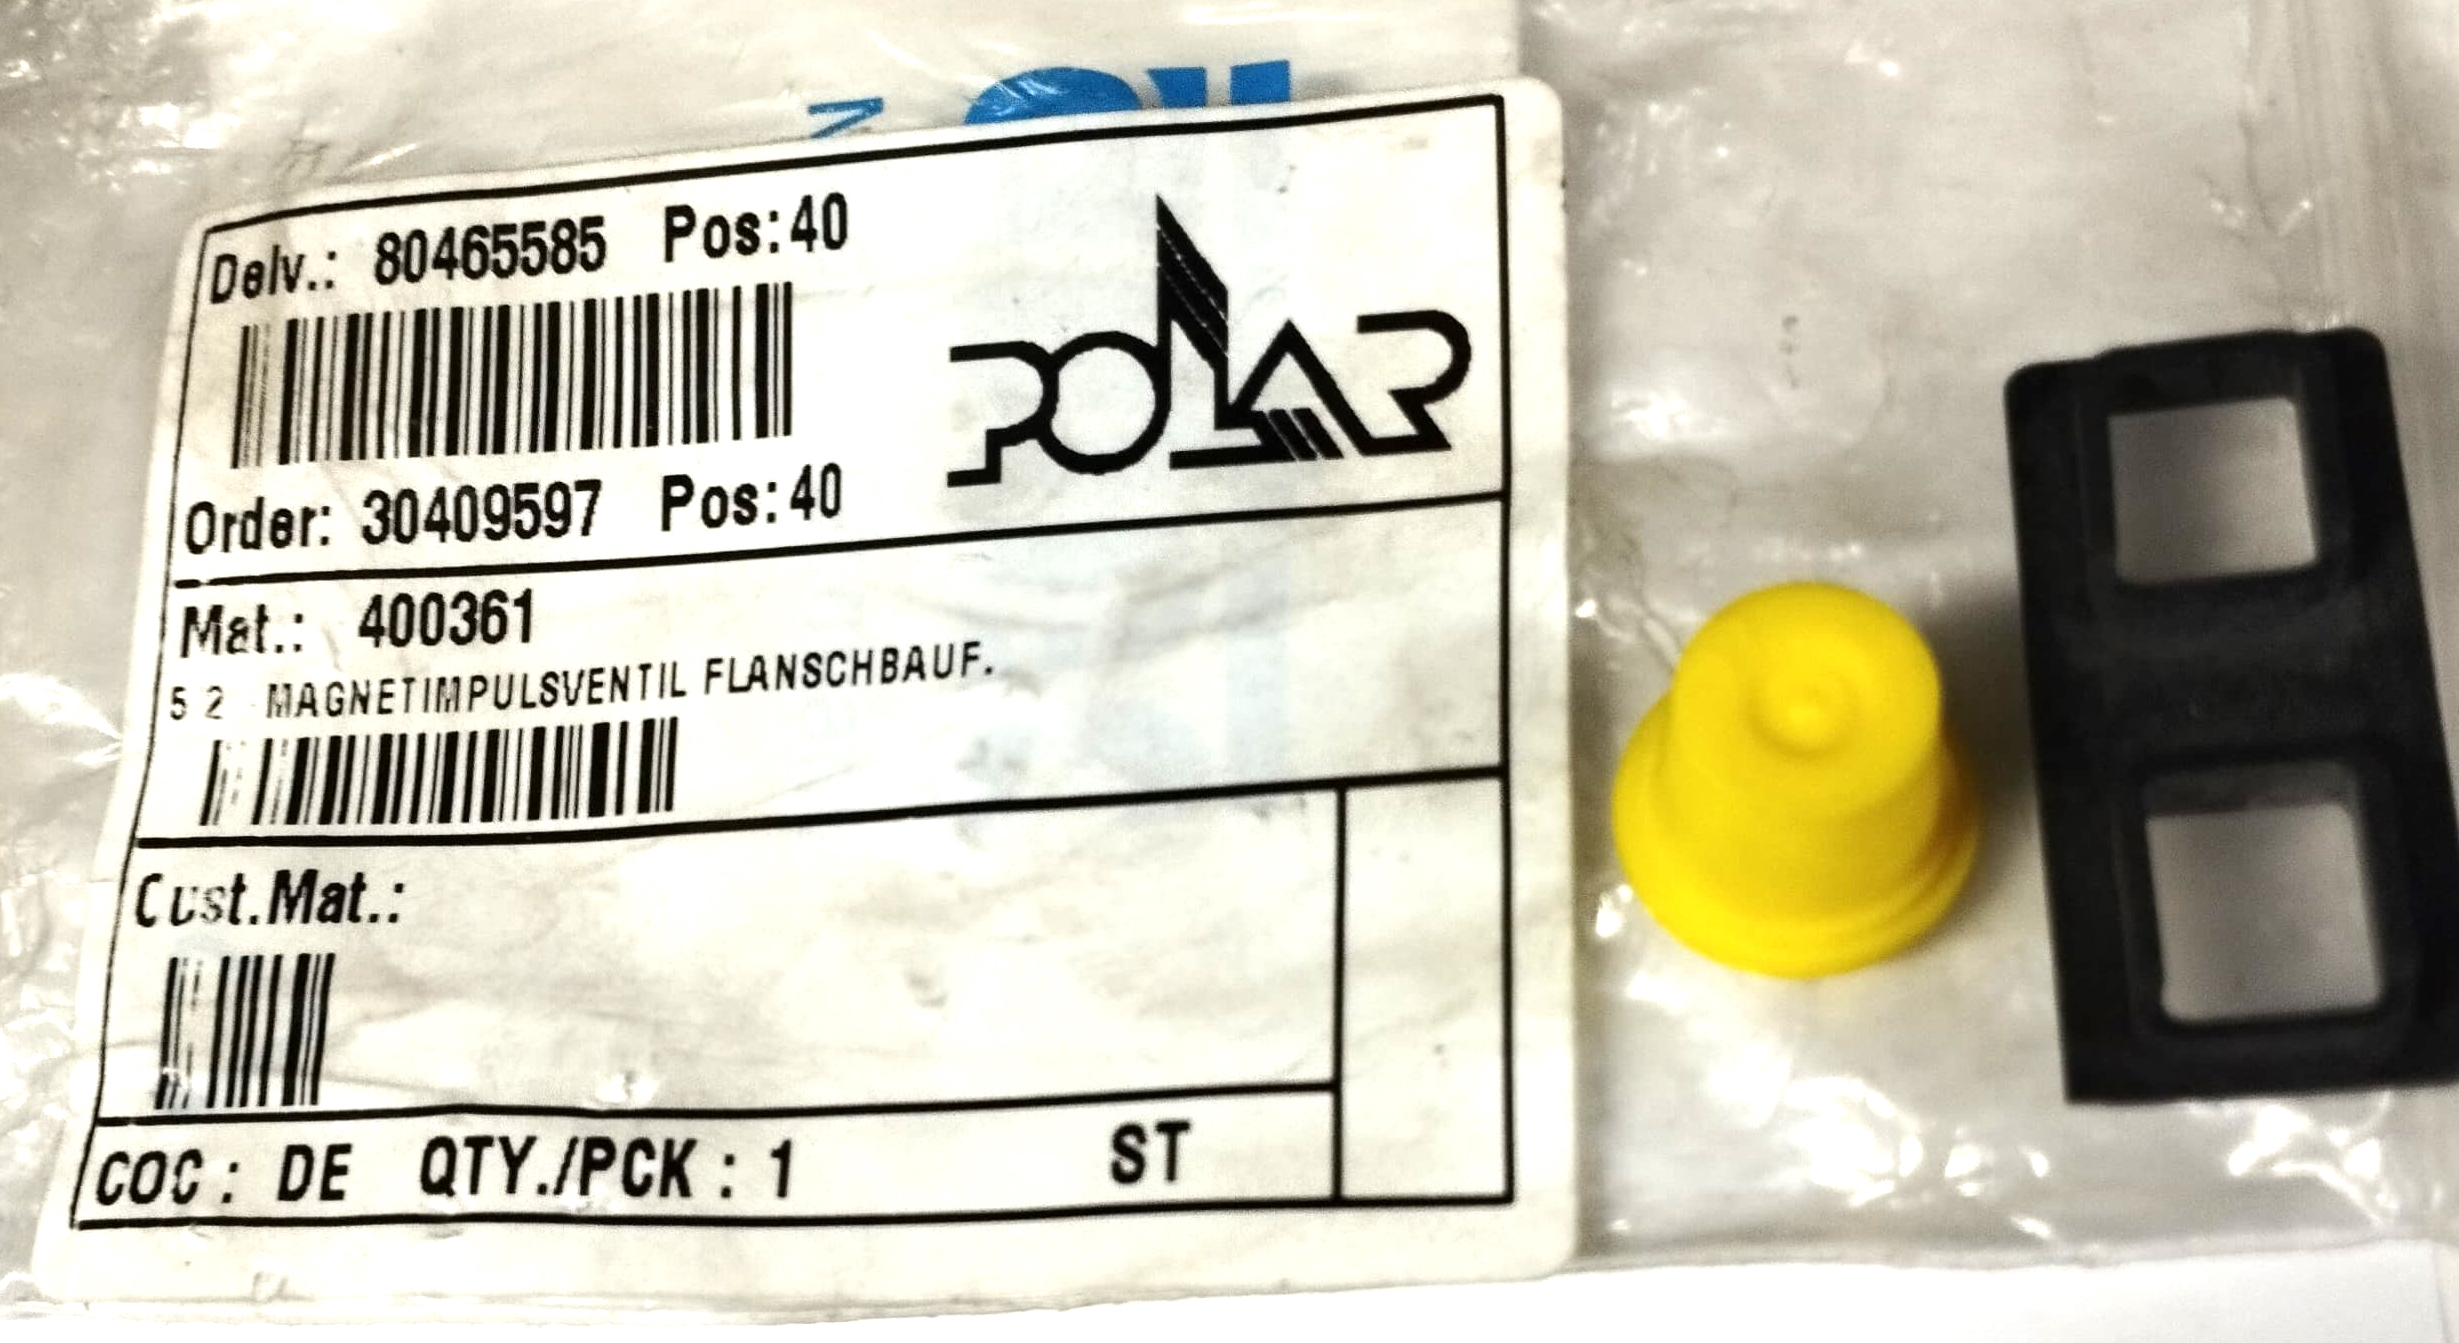 Delv.: 80465585 Pos:40
POLAR
Order: 30409597 Pos:40
Mat.: 400361
5 2 MAGNETIMPULSVENTIL FLANSCHBAUF.
Cust.Mat.:
COC: DE QTY./PCK: 1 ST